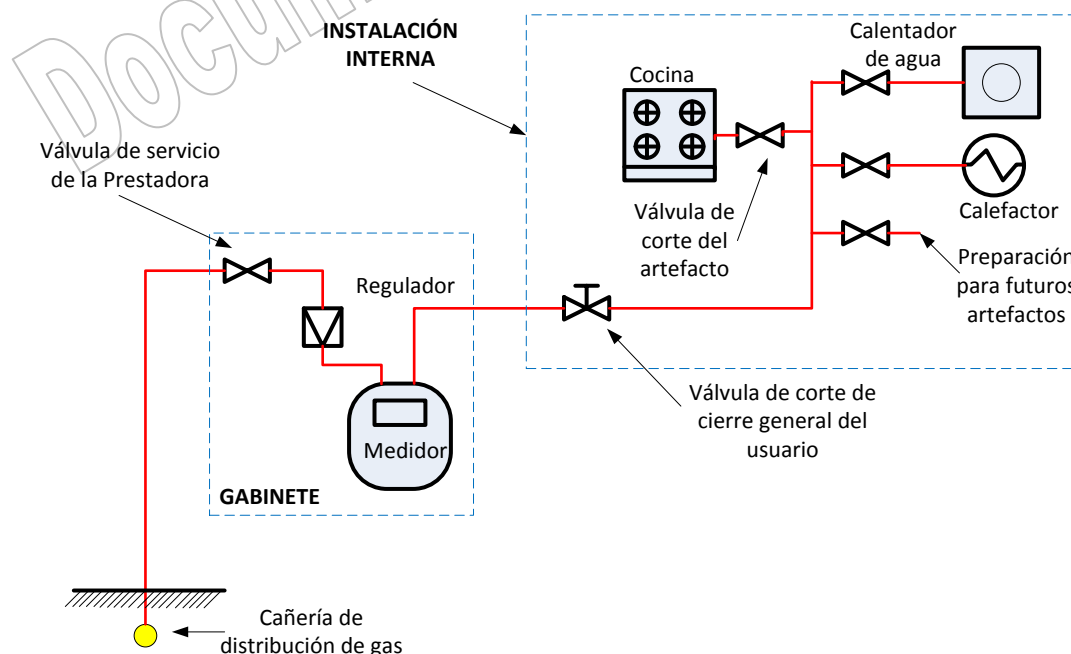 INSTALACIÓN
INTERNA
Calentador
de agua
Cocina
Válvula de servicio
de la Prestadora
Válvula de
corte del
artefacto
Calefactor
Preparación
para futuros
artefactos
Regulador
Válvula de corte de
cierre general del
usuario
Medidor
GABINETE
Cañería de
distribución de gas